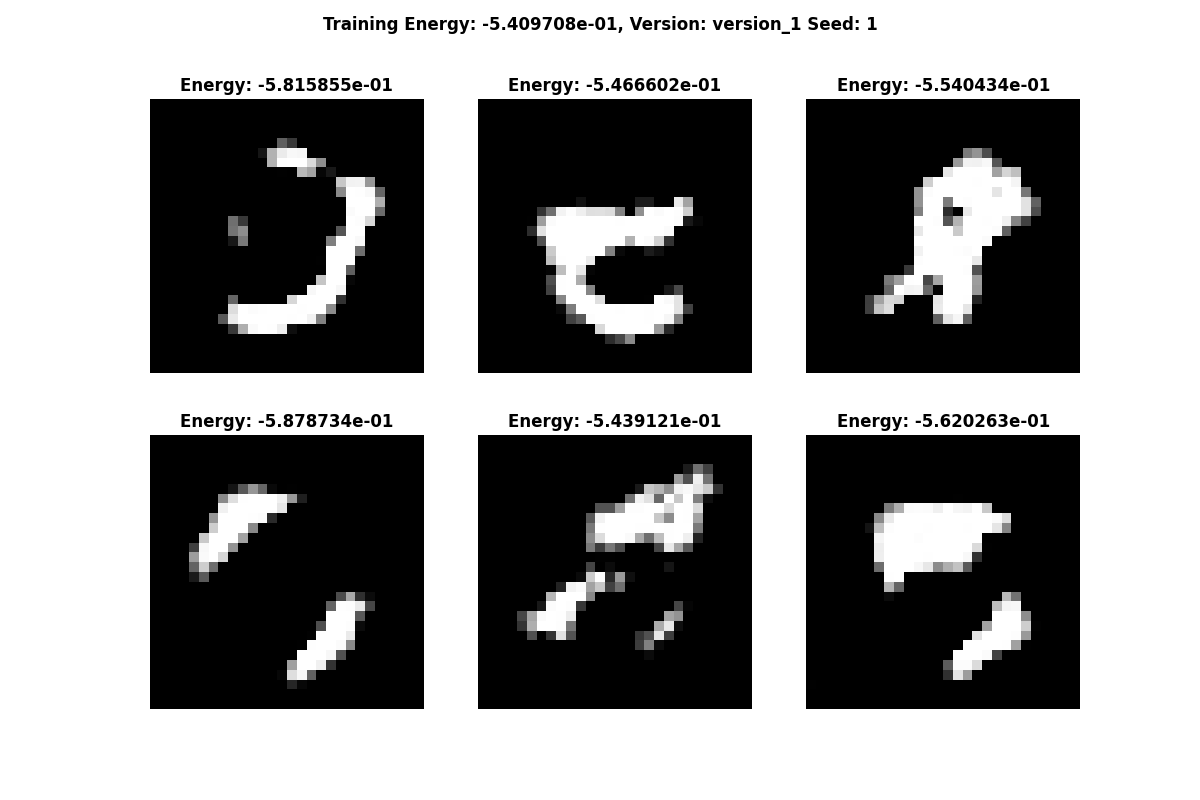 Training Energy: -5.409708e-01, Version: version_1 Seed: 1
Energy: -5.815855e-01
Energy: -5.466602e-01
Energy: -5.540434e-01
Energy: -5.878734e-01
Energy: -5.439121e-01
Energy: -5.620263e-01